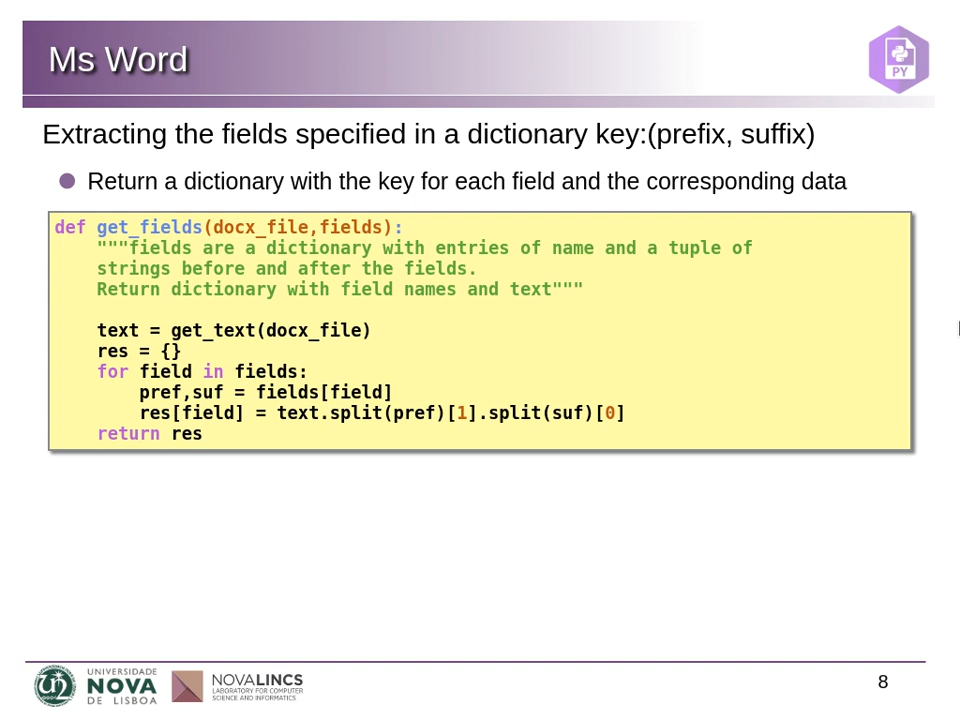 Ms Word
PY
Extracting the fields specified in a dictionary key:(prefix, suffix)
Return a dictionary with the key for each field and the corresponding data
def get_fields(docx_file,fields):
    """fields are a dictionary with entries of name and a tuple of
    strings before and after the fields.
    Return dictionary with field names and text"""
    text = get_text(docx_file)
    res = {}
    for field in fields:
        pref,suf = fields[field]
        res[field] = text.split(pref)[1].split(suf)[0]
    return res
UNIVERSIDADE
NOVA
DE LISBOA
NOVALINCS
LABORATORY FOR COMPUTER
SCIENCE AND INFORMATICS
8